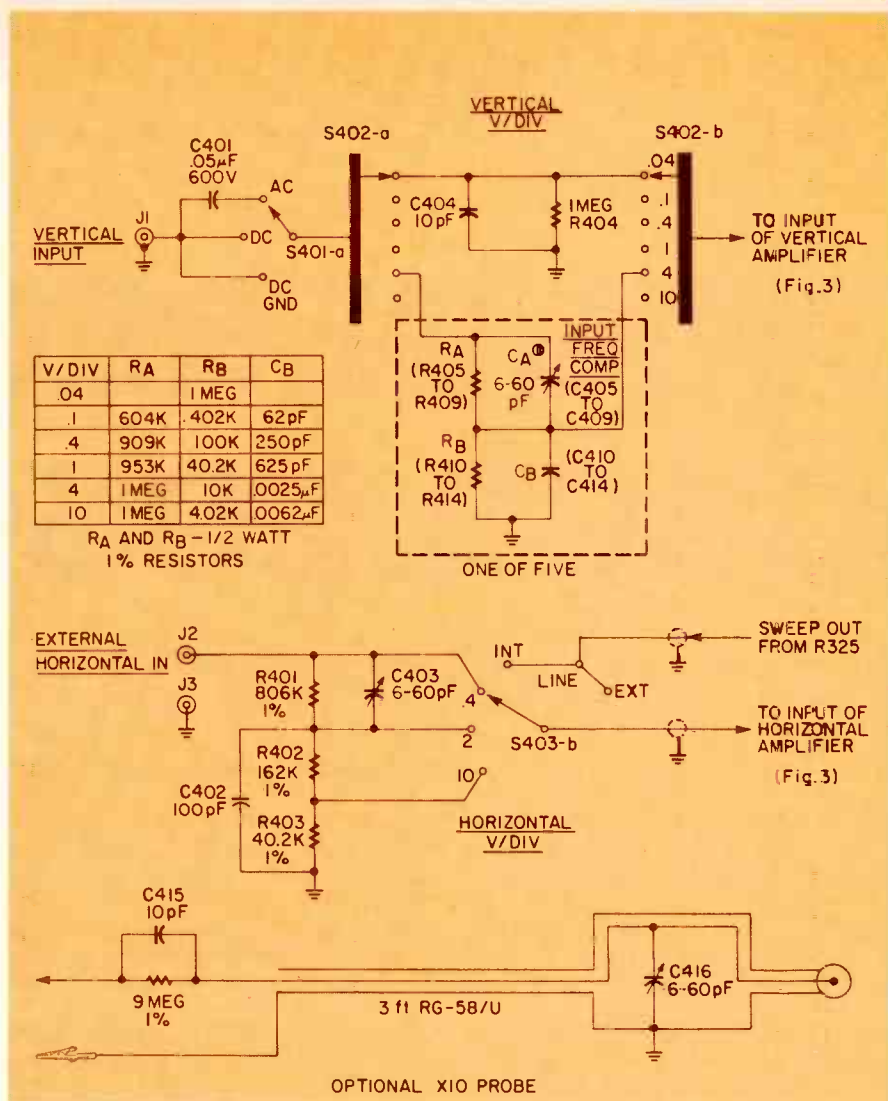 VERTICAL
V/DIV
S402-a
S402-b
C401
.05µF
600V
AC
J1
VERTICAL
INPUT
DC
S401-a
DC
GND
C404
10pF
1MEG
R404
.04
.1
.4
1
4
10
TO INPUT
OF VERTICAL
AMPLIFIER
(Fig.3)
RA
(R405
TO
R409)
CA
6-60
pF
INPUT
FREQ
COMP
(C405
TO
C409)
RB
(R410
TO
R414)
CB
(C410
TO
C414)
ONE OF FIVE
V/DIV RA RB CB
.04 1MEG
.1 604K .402K 62pF
.4 909K 100K 250pF
1 953K 40.2K 625pF
4 1MEG 10K .0025µF
10 1MEG 4.02K .0062µF
RA AND RB-1/2 WATT
1% RESISTORS
EXTERNAL
HORIZONTAL IN
J2
J3
R401
806K
1%
C403
6-60pF
INT
LINE
EXT
SWEEP OUT
FROM R325
.4
2
10
S403-b
TO INPUT OF
HORIZONTAL
AMPLIFIER
(Fig.3)
C402
100pF
R402
162K
1%
R403
40.2K
1%
HORIZONTAL
V/DIV
C415
10pF
9MEG
1%
3 ft RG-58/U
C416
6-60pF
OPTIONAL X10 PROBE